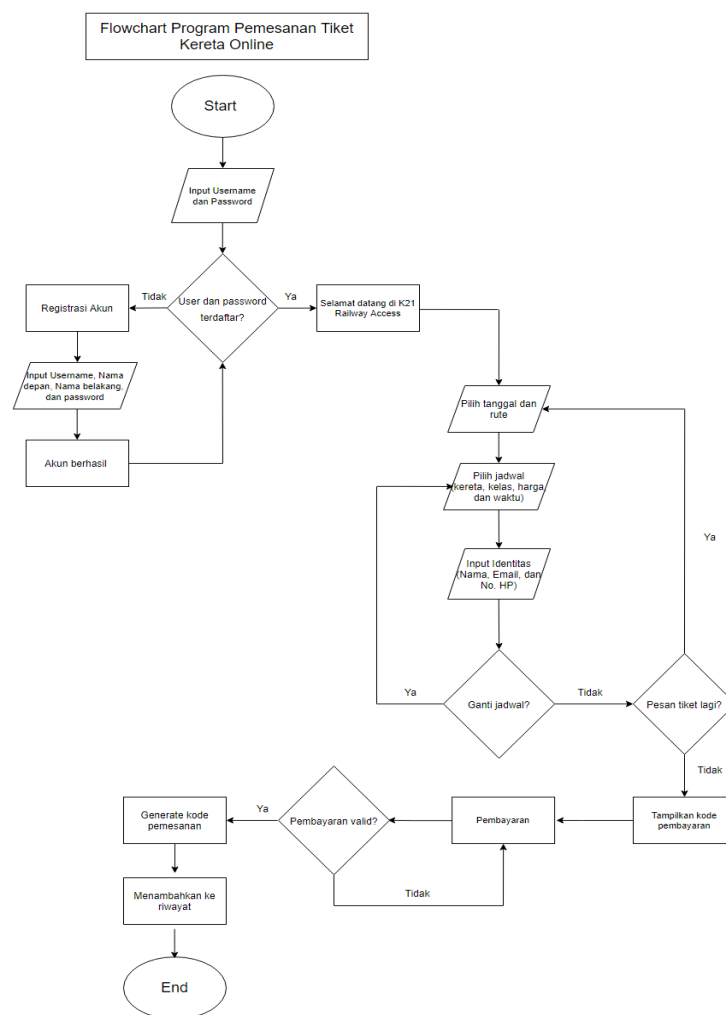 Flowchart Program Pemesanan Tiket
Kereta Online
Start
Input Username
dan Password
User dan password
terdaftar?
Tidak
Ya
Registrasi Akun
Selamat datang di K21
Railway Access
Input Username, Nama
depan, Nama belakang,
dan password
Akun berhasil
Pilih tanggal dan
rute
Pilih jadwal
(kereta, kelas, harga
dan waktu)
Input Identitas
(Nama, Email, dan
No. HP)
Ya
Ganti jadwal?
Ya
Tidak
Pesan tiket lagi?
Tidak
Tampilkan kode
pembayaran
Pembayaran
Pembayaran valid?
Ya
Tidak
Generate kode
pemesanan
Menambahkan ke
riwayat
End